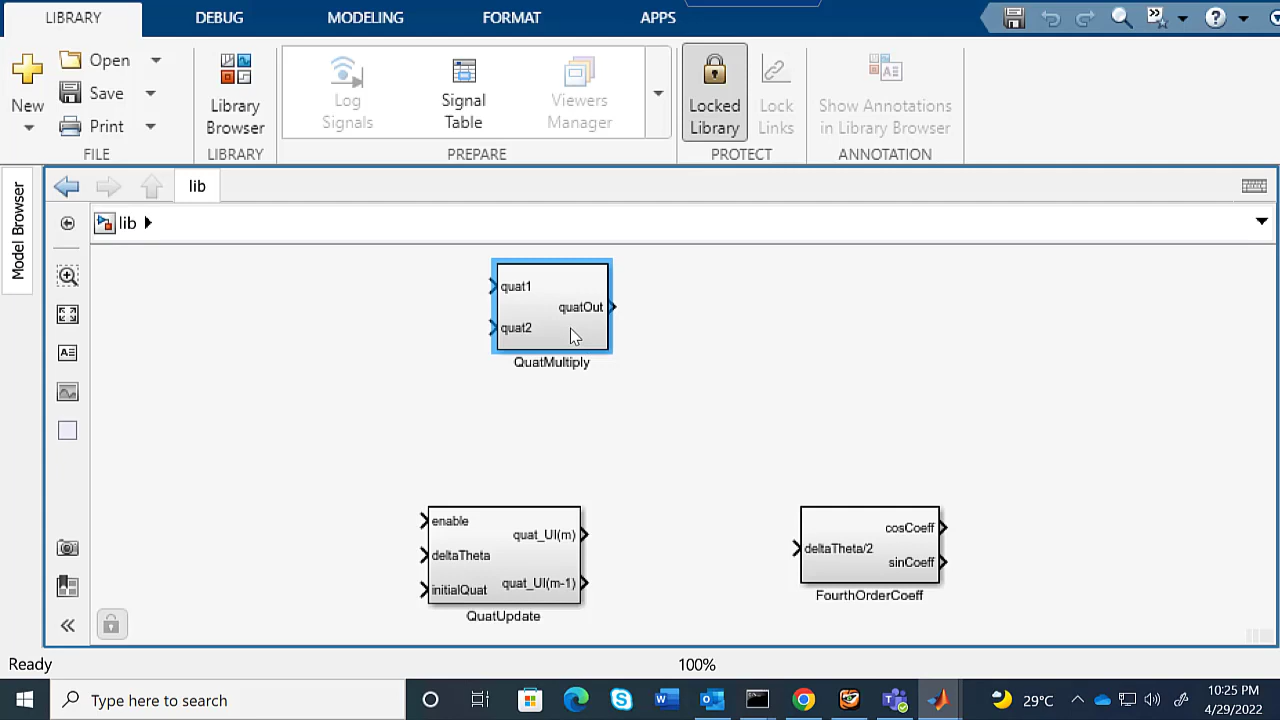 LIBRARY DEBUG MODELING FORMAT APPS
New
Open
Save
Print
FILE
Library
Browser
LIBRARY
Log
Signals
Signal
Table
Viewers
Manager
PREPARE
Locked
Library
Lock
Links
PROTECT
Show Annotations
in Library Browser
ANNOTATION
Model Browser
lib
lib
quat1
quat2
quatOut
QuatMultiply
enable
deltaTheta
initialQuat
quat_UI(m)
quat_UI(m-1)
QuatUpdate
deltaTheta/2
cosCoeff
sinCoeff
FourthOrderCoeff
Ready 100%
Type here to search
29°C
10:25 PM
4/29/2022